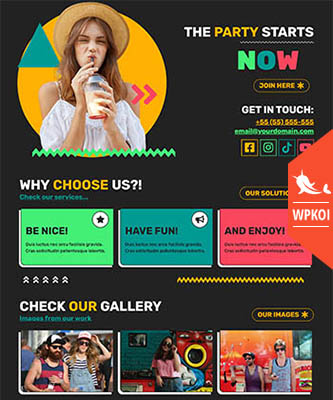 THE PARTY STARTS
NOW
JOIN HERE
GET IN TOUCH:
+55 (55) 555-555
email@yourdomain.com
WPKOI
WHY CHOOSE US?!
Check our services...
OUR SOLUTIO
BE NICE!
Duis luctus nec arcu facilisis gravida.
Cras sollicitudin pellentesque lobortis.
HAVE FUN!
Duis luctus nec arcu facilisis gravida.
Cras sollicitudin pellentesque lobortis.
AND ENJOY!
Duis luctus nec arcu facilisis gravida.
Cras sollicitudin pellentesque lobortis.
CHECK OUR GALLERY
Images from our work
OUR IMAGES